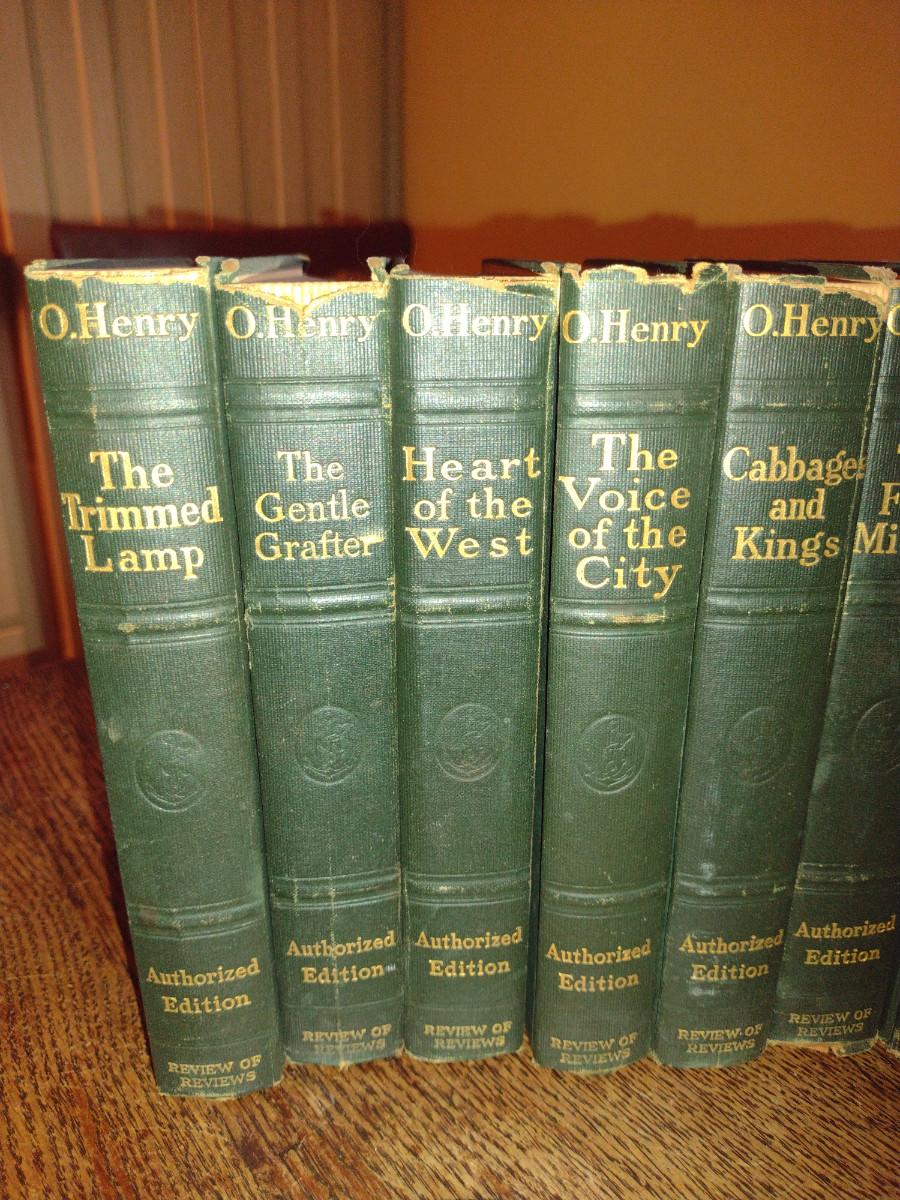 O.Henry
The
Trimmed
Lamp
Authorized
Edition
REVIEW OF
REVIEWS
O.Henry
The
Gentle
Grafter
Authorized
Edition
REVIEW OF
REVIEWS
O.Henry
Heart
of the
West
Authorized
Edition
REVIEW OF
REVIEWS
O.Henry
The
Voice
of the
City
Authorized
Edition
REVIEW OF
REVIEWS
O.Henry
Cabbages
and
Kings
Authorized
Edition
REVIEW OF
REVIEWS
Authorized
Edition
REVIEW OF
REVIEWS